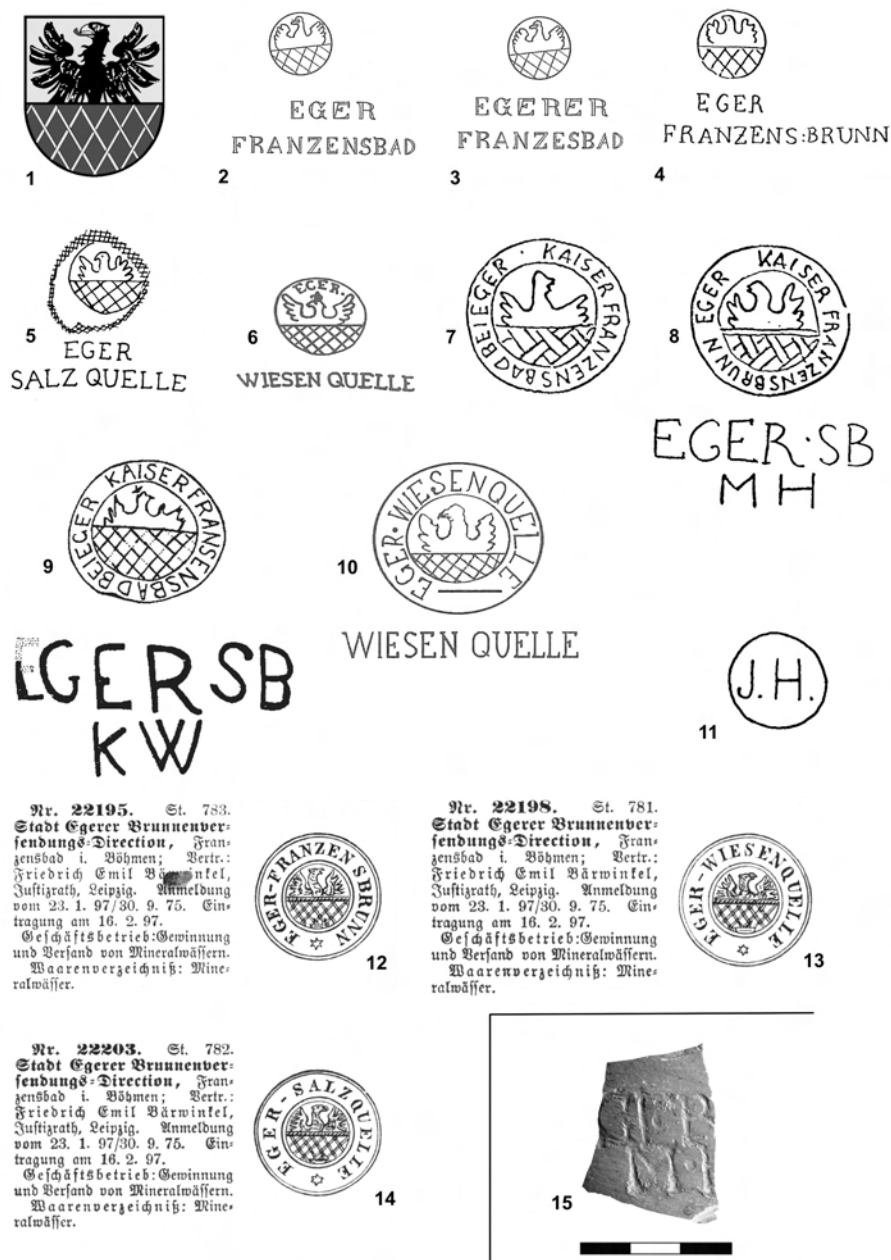 1
EGER
FRANZENSBAD
2
EGERER
FRANZESBAD
3
EGER
FRANZENS:BRUNN
4
5
EGER
SALZ QUELLE
EGER.
6
WIESEN QUELLE
7
BEI EGER · KAISER FRANZENSBAD
8
EGER KAISER FRANZENSBRUNN
EGER·SB
MH
9
BEI EGER KAISER FRANSENSBAD
EGERSB
KW
10
EGER·WIESENQUELLE
WIESEN QUELLE
J.H.
11
Nr. 22195. St. 783.
Stadt Egerer Brunnenver-
sendungs-Direction, Fran-
zensbad i. Böhmen; Vertr.:
Friedrich Emil Bärwinkel,
Justizrath, Leipzig. Anmeldung
vom 23. 1. 97/30. 9. 75. Ein-
tragung am 16. 2. 97.
Geschäftsbetrieb: Gewinnung
und Versand von Mineralwässern.
Waarenverzeichniß: Mine-
ralwässer.
EGER-FRANZENSBRUNN
12
Nr. 22198. St. 781.
Stadt Egerer Brunnenver-
sendungs-Direction, Fran-
zensbad i. Böhmen; Vertr.:
Friedrich Emil Bärwinkel,
Justizrath, Leipzig. Anmeldung
vom 23. 1. 97/30. 9. 75. Ein-
tragung am 16. 2. 97.
Geschäftsbetrieb: Gewinnung
und Versand von Mineralwässern.
Waarenverzeichniß: Mine-
ralwässer.
EGER-WIESENQUELLE
13
Nr. 22203. St. 782.
Stadt Egerer Brunnenver-
sendungs-Direction, Fran-
zensbad i. Böhmen; Vertr.:
Friedrich Emil Bärwinkel,
Justizrath, Leipzig. Anmeldung
vom 23. 1. 97/30. 9. 75. Ein-
tragung am 16. 2. 97.
Geschäftsbetrieb: Gewinnung
und Versand von Mineralwässern.
Waarenverzeichniß: Mine-
ralwässer.
EGER-SALZQUELLE
14
15